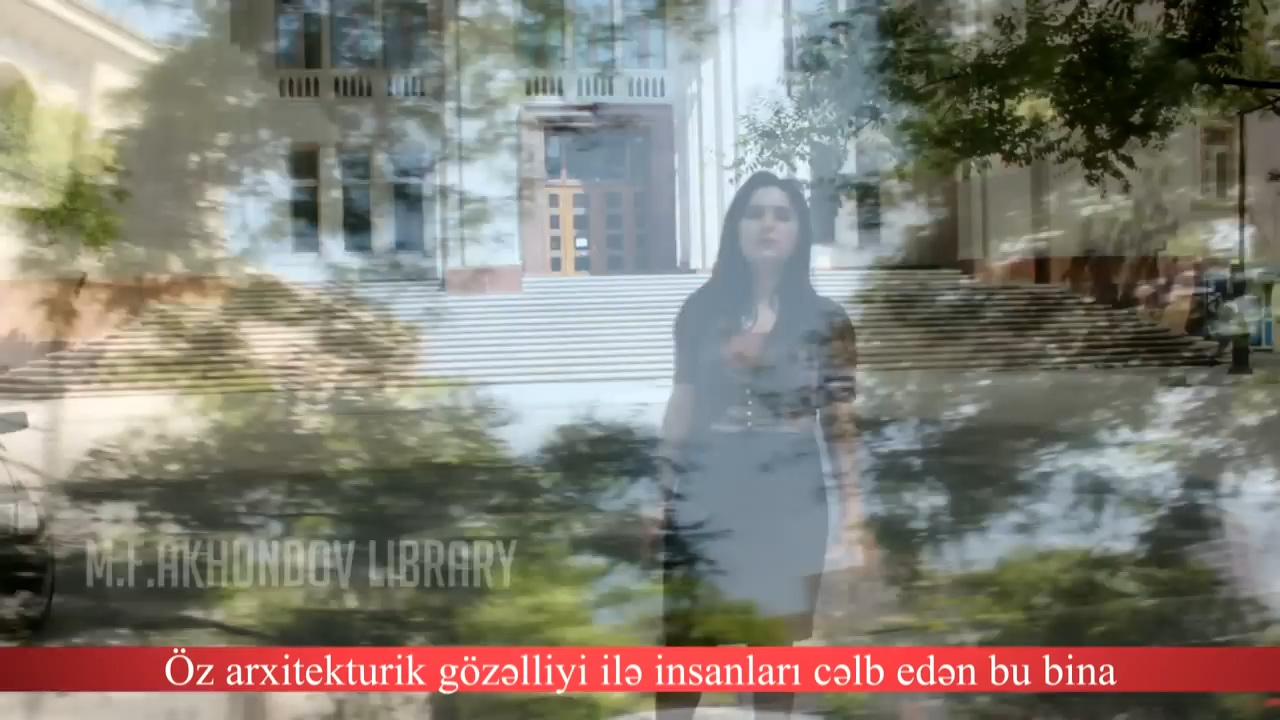 M.F.AKHONDOV LIBRARY
Öz arxitekturik gözəlliyi ilə insanları cəlb edən bu bina